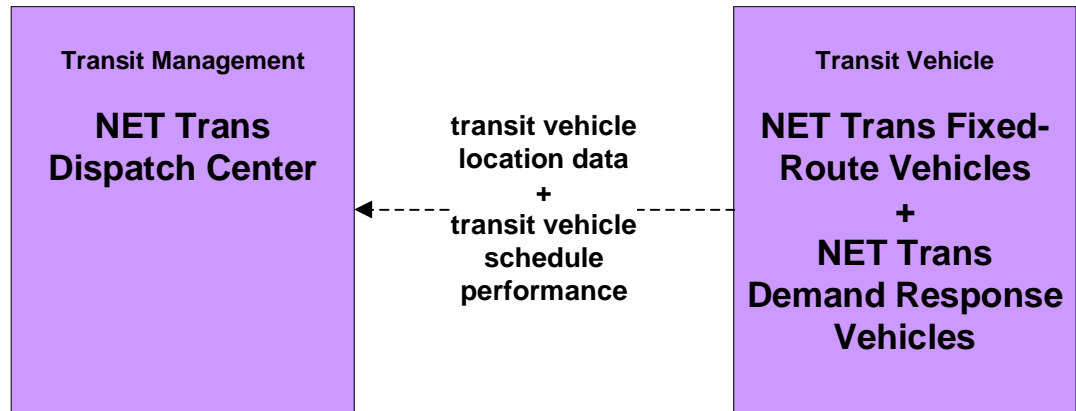 Transit Management
NET Trans
Dispatch Center
transit vehicle
location data
+
transit vehicle
schedule
performance
Transit Vehicle
NET Trans Fixed-
Route Vehicles
+
NET Trans
Demand Response
Vehicles